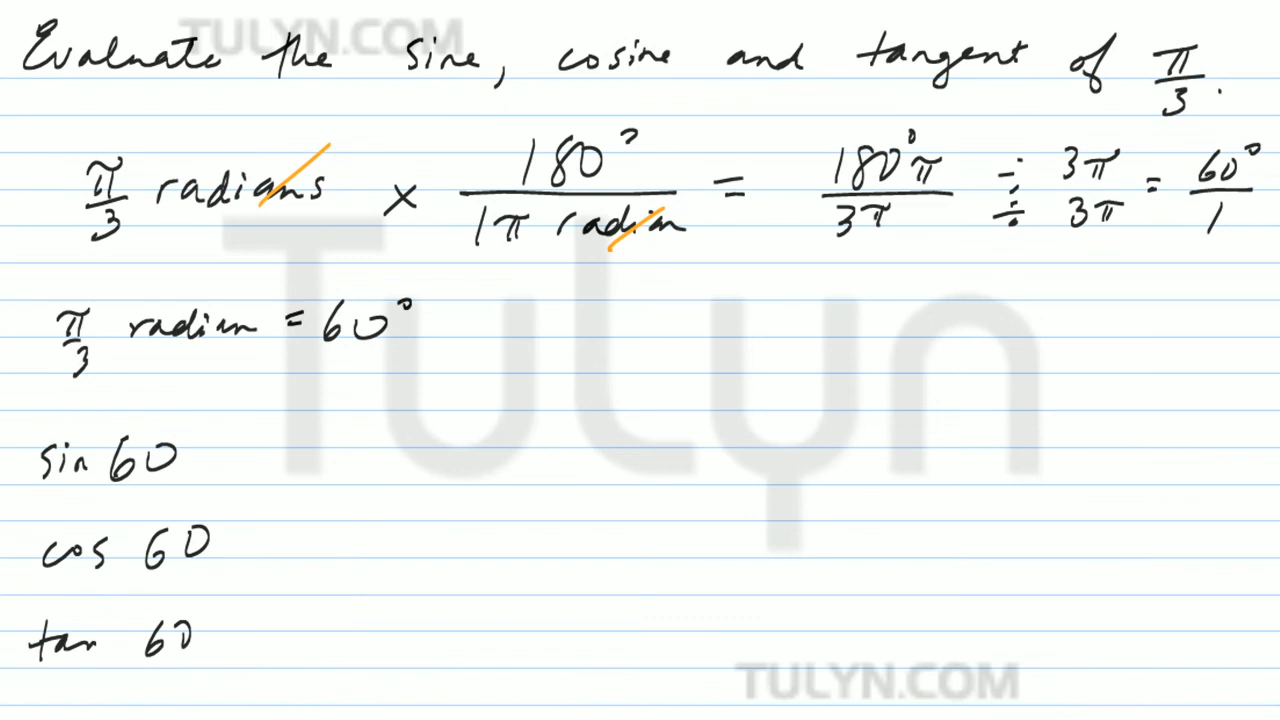 TULYN.COM
Evaluate the sine, cosine and tangent of π/3.
π/3 radians × 180°/1π radian = 180°π/3π ÷ 3π/÷ 3π = 60°/1
TuLyn
π/3 radian = 60°
sin 60
cos 60
tan 60
TULYN.COM